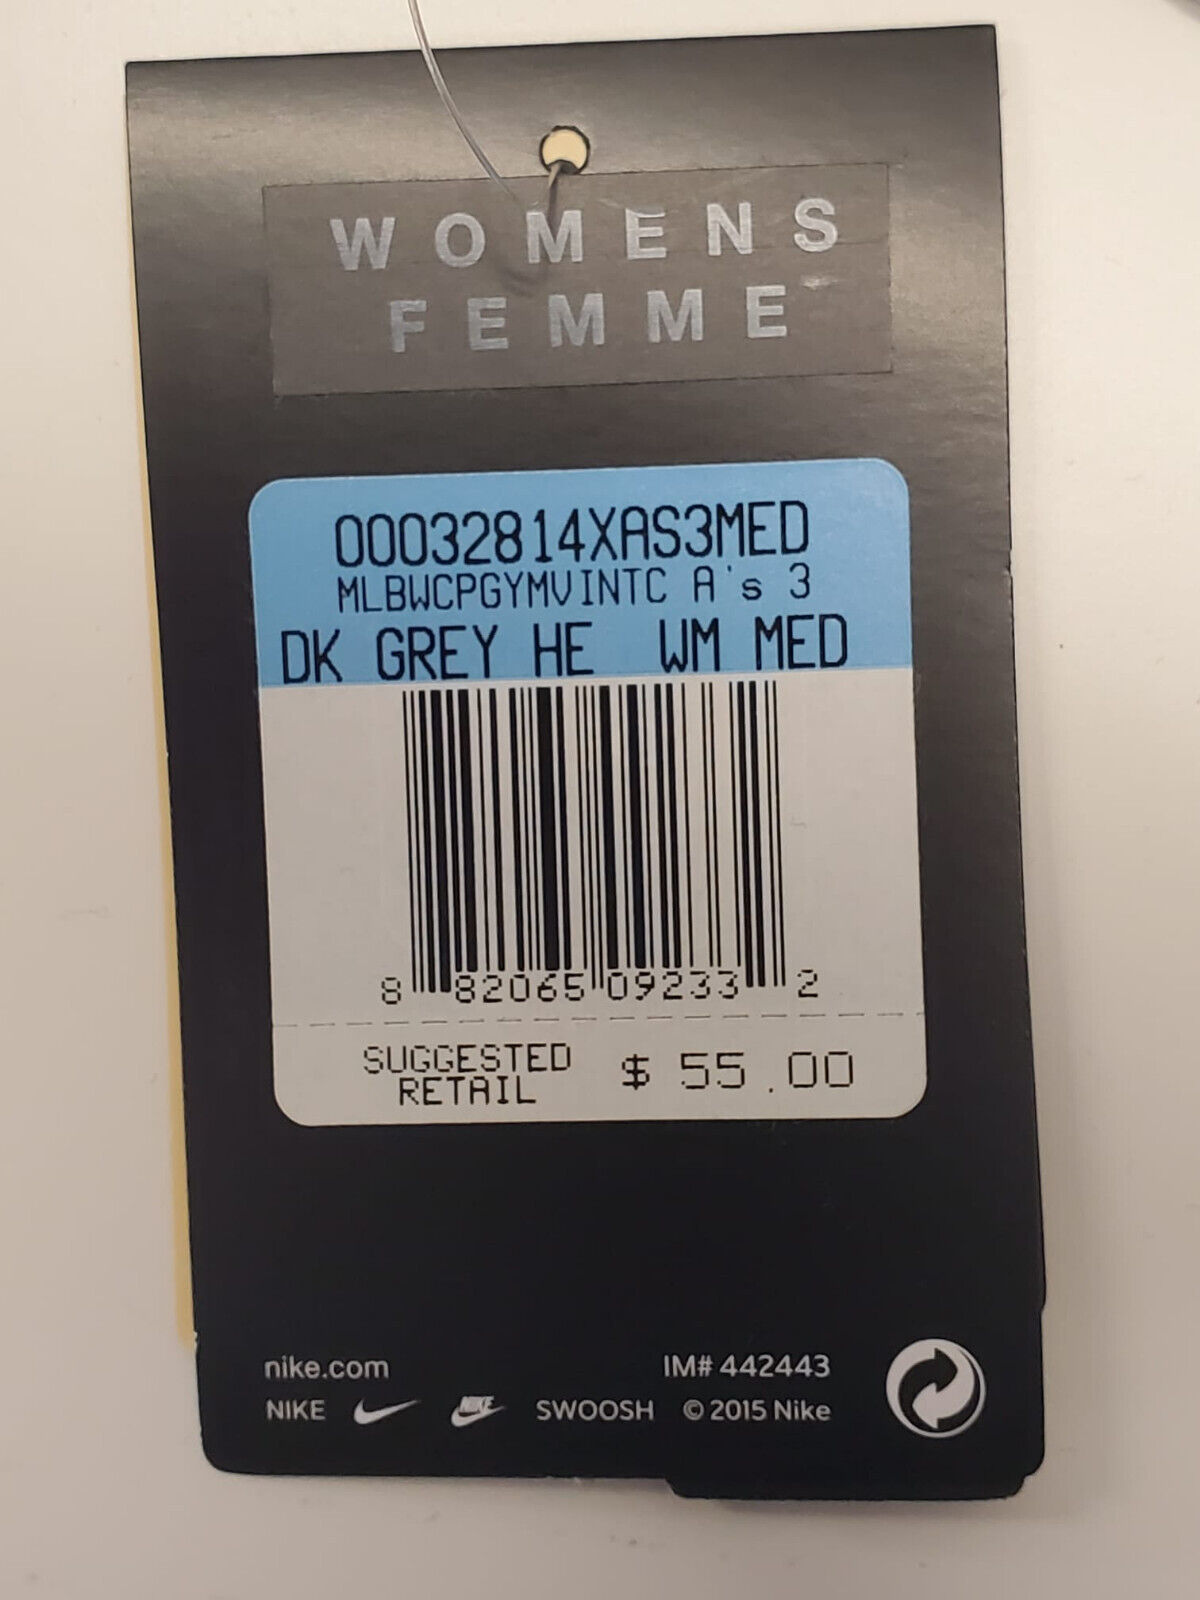 WOMENS
FEMME
00032814XAS3MED
MLBWCPGYMVINTC A's 3
DK GREY HE WM MED
8 82065 09233 2
SUGGESTED RETAIL $ 55.00
nike.com IM# 442443
NIKE NIKE SWOOSH © 2015 Nike